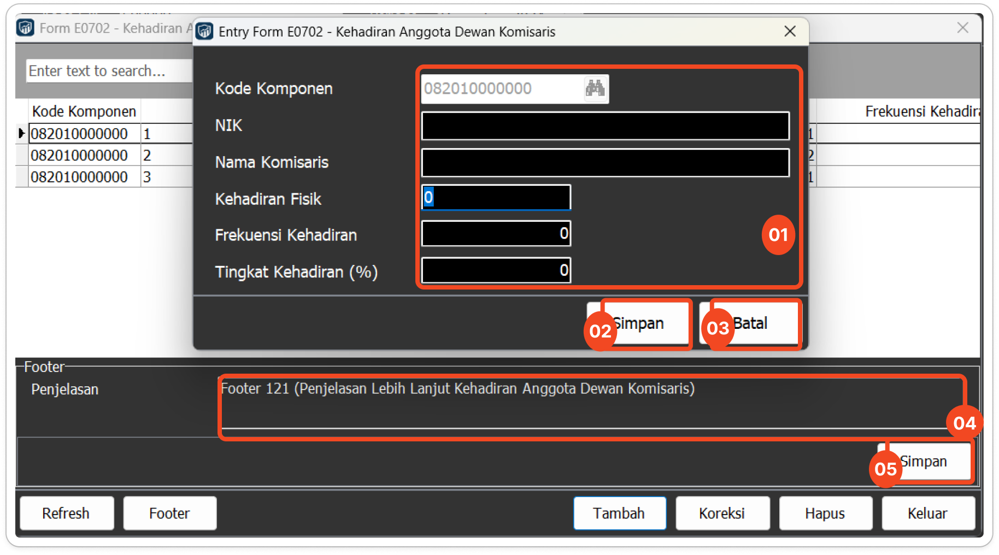 Form E0702 - Kehadiran A
Entry Form E0702 - Kehadiran Anggota Dewan Komisaris
Enter text to search...
Kode Komponen
082010000000
NIK
Nama Komisaris
Kehadiran Fisik
0
Frekuensi Kehadiran
0
Tingkat Kehadiran (%)
0
01
02
Simpan
03
Batal
Kode Komponen
Frekuensi Kehadira
082010000000 1 1
082010000000 2 2
082010000000 3 1
Footer
Penjelasan
Footer 121 (Penjelasan Lebih Lanjut Kehadiran Anggota Dewan Komisaris)
04
05
Simpan
Refresh
Footer
Tambah
Koreksi
Hapus
Keluar